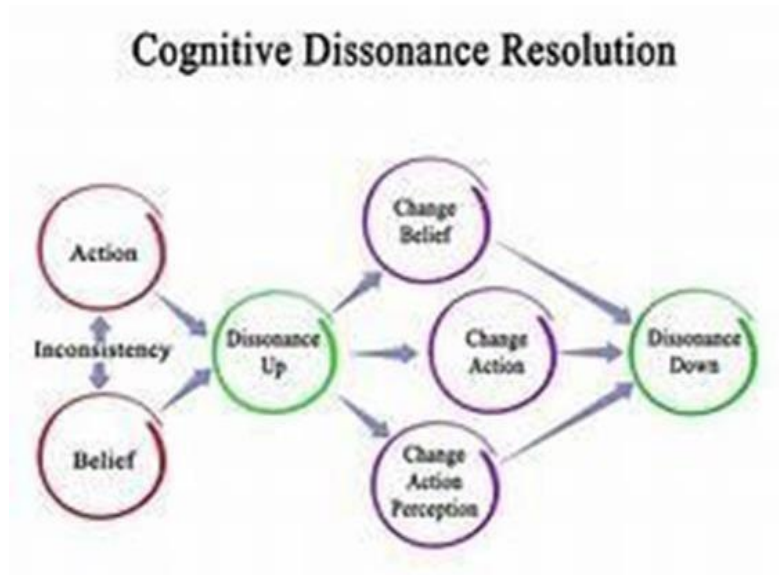 Cognitive Dissonance Resolution
Action
Inconsistency
Belief
Dissonance
Up
Change
Belief
Change
Action
Change
Action
Perception
Dissonance
Down